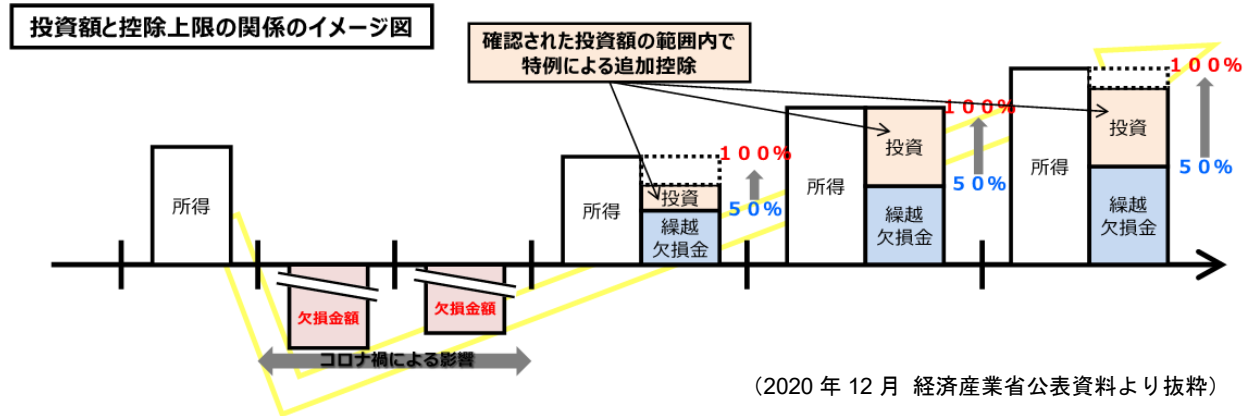 投資額と控除上限の関係のイメージ図
確認された投資額の範囲内で
特例による追加控除
所得
欠損金額
欠損金額
コロナ禍による影響
所得
投資
繰越
欠損金
１００%
５０%
所得
投資
繰越
欠損金
１００%
５０%
所得
投資
繰越
欠損金
１００%
５０%
（2020 年 12 月 経済産業省公表資料より抜粋）